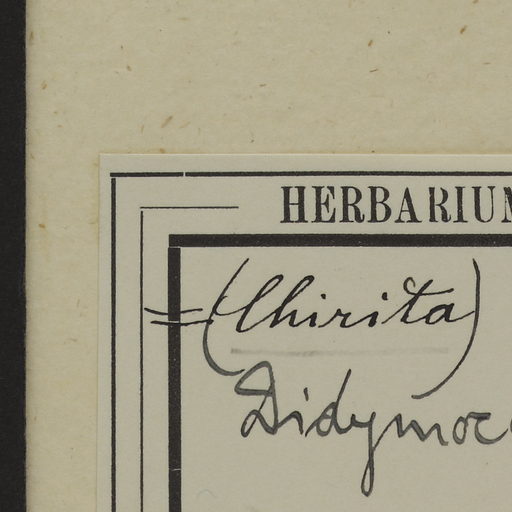 HERBARIUM
=(Chirita)
Didymoc